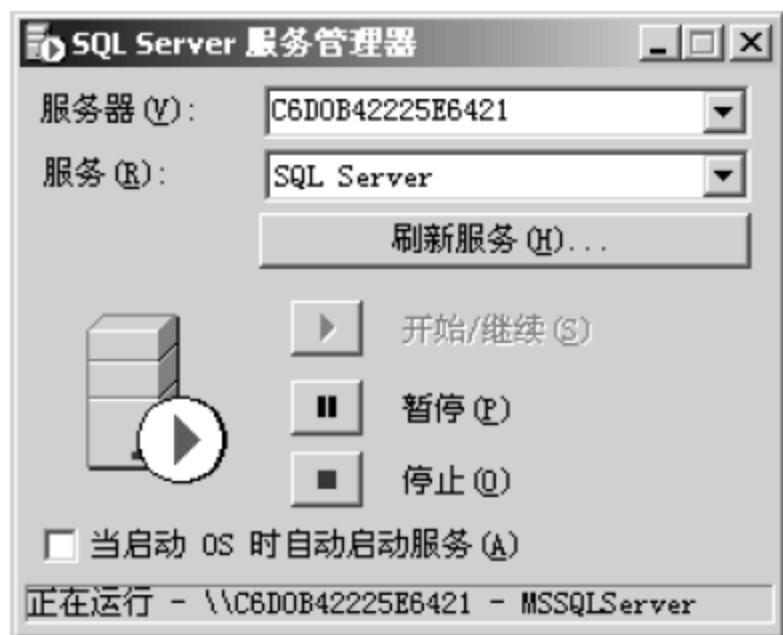 SQL Server 服务管理器
服务器(V): C6D0B42225E6421
服务(R): SQL Server
刷新服务(H)...
开始/继续(S)
暂停(P)
停止(O)
当启动 OS 时自动启动服务(A)
正在运行 - \\C6D0B42225E6421 - MSSQLServer